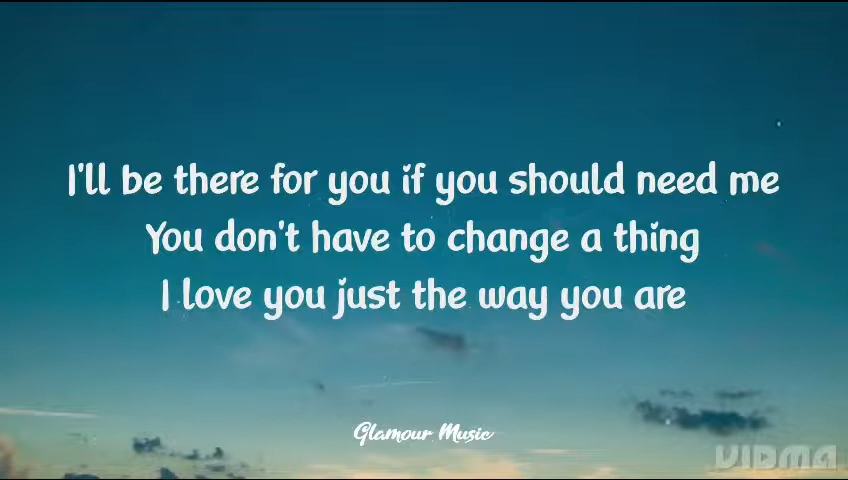 I'll be there for you if you should need me
You don't have to change a thing
I love you just the way you are
Glamour Music
VIDMA